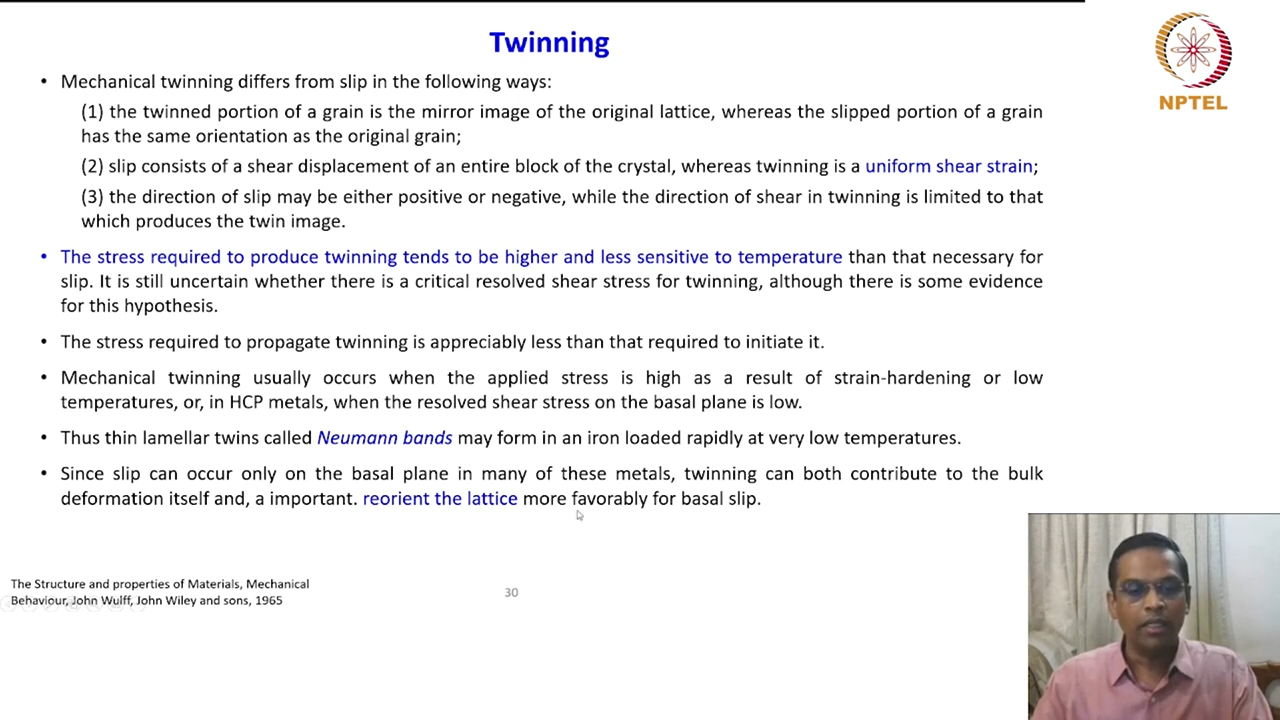 Twinning
NPTEL
• Mechanical twinning differs from slip in the following ways:
(1) the twinned portion of a grain is the mirror image of the original lattice, whereas the slipped portion of a grain
has the same orientation as the original grain;
(2) slip consists of a shear displacement of an entire block of the crystal, whereas twinning is a uniform shear strain;
(3) the direction of slip may be either positive or negative, while the direction of shear in twinning is limited to that
which produces the twin image.
• The stress required to produce twinning tends to be higher and less sensitive to temperature than that necessary for
slip. It is still uncertain whether there is a critical resolved shear stress for twinning, although there is some evidence
for this hypothesis.
• The stress required to propagate twinning is appreciably less than that required to initiate it.
• Mechanical twinning usually occurs when the applied stress is high as a result of strain-hardening or low
temperatures, or, in HCP metals, when the resolved shear stress on the basal plane is low.
• Thus thin lamellar twins called Neumann bands may form in an iron loaded rapidly at very low temperatures.
• Since slip can occur only on the basal plane in many of these metals, twinning can both contribute to the bulk
deformation itself and, a important. reorient the lattice more favorably for basal slip.
The Structure and properties of Materials, Mechanical
Behaviour, John Wulff, John Wiley and sons, 1965
30